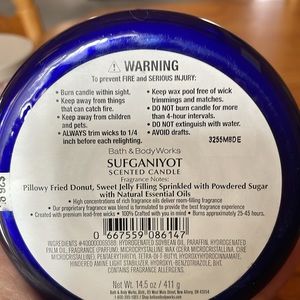 WARNING
To prevent FIRE and SERIOUS INJURY:
• Burn candle within sight.
• Keep away from things that can catch fire.
• Keep away from children and pets.
• ALWAYS trim wicks to 1/4 inch before each relighting.
• Keep wax pool free of wick trimmings and matches.
• DO NOT burn candle for more than 4-hour intervals.
• DO NOT extinguish with water.
• AVOID drafts.
3255M8DE
Bath & Body Works
SUFGANIYOT
SCENTED CANDLE
Fragrance Notes:
Pillowy Fried Donut, Sweet Jelly Filling Sprinkled with Powdered Sugar
with Natural Essential Oils
• High concentrations of rich fragrance oils deliver room-filling fragrance
• Our proprietary wax blend is formulated to provide the best fragrance experience
• Created with premium lead-free wicks • 100% Crafted with you in mind • Burns approximately 25-45 hours.
0 667559 086147
NET WT. 14.5 oz / 411 g